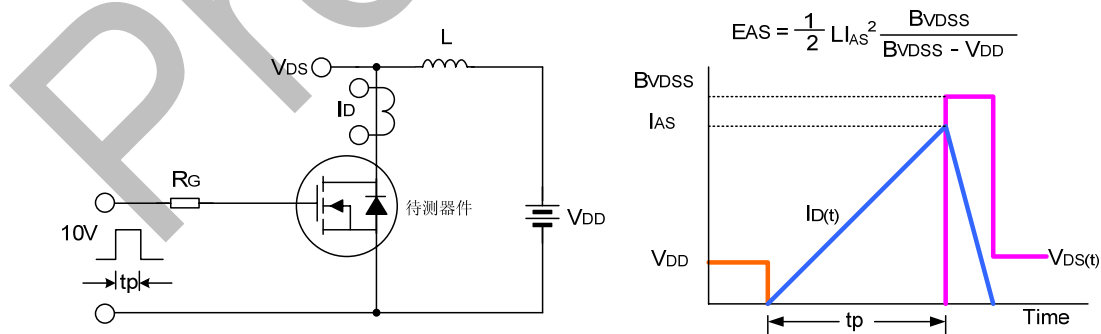 Pre
L
VDS
ID
RG
待测器件
10V
VDD
tp
EAS = 1/2 LIAS² BVDSS / (BVDSS - VDD)
BVDSS
IAS
ID(t)
VDD
VDS(t)
tp
Time